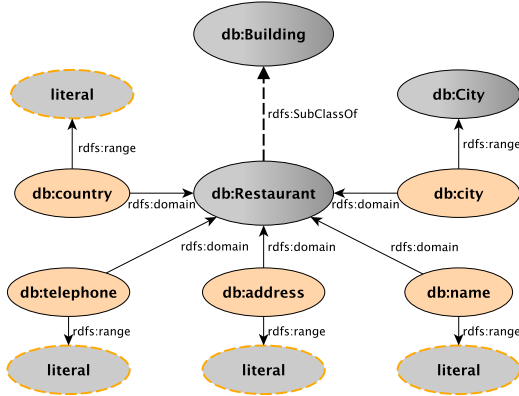 db:Building
literal
db:City
rdfs:SubClassOf
rdfs:range
rdfs:range
db:country
db:Restaurant
db:city
rdfs:domain
rdfs:domain
rdfs:domain
rdfs:domain
rdfs:domain
db:telephone
db:address
db:name
rdfs:range
rdfs:range
rdfs:range
literal
literal
literal